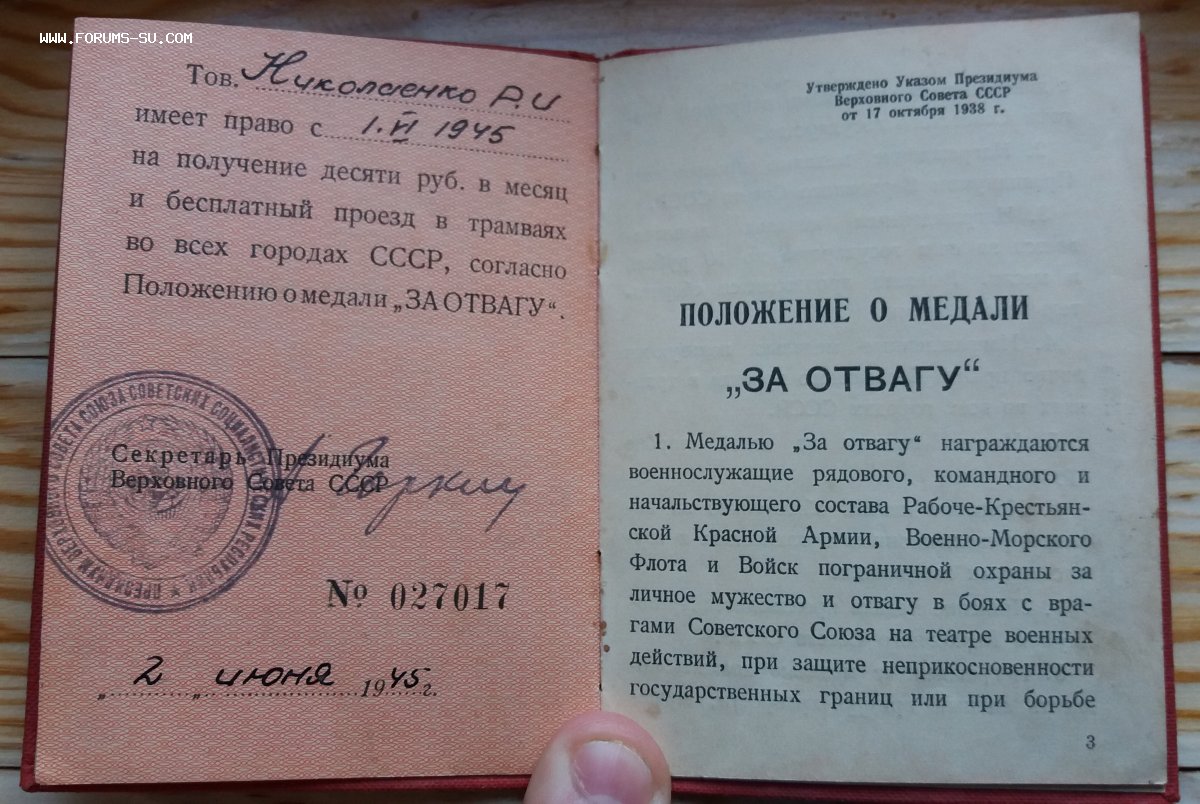 www.forums-su.com
Тов. Николаенко Р.И
имеет право с 1.VI 1945
на получение десяти руб. в месяц
и бесплатный проезд в трамваях
во всех городах СССР, согласно
Положению о медали „ЗА ОТВАГУ“.
Секретарь Президиума
Верховного Совета СССР
№ 027017
„ 2 „ июня 1945 г.
Утверждено Указом Президиума
Верховного Совета СССР
от 17 октября 1938 г.
ПОЛОЖЕНИЕ О МЕДАЛИ
„ЗА ОТВАГУ“
1. Медалью „За отвагу“ награждаются
военнослужащие рядового, командного и
начальствующего состава Рабоче-Крестьян-
ской Красной Армии, Военно-Морского
Флота и Войск пограничной охраны за
личное мужество и отвагу в боях с вра-
гами Советского Союза на театре военных
действий, при защите неприкосновенности
государственных границ или при борьбе
3